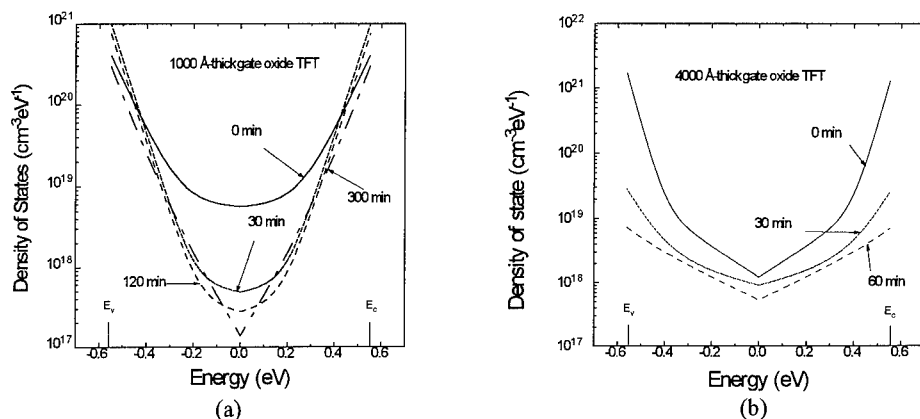 10²¹
10²⁰
10¹⁹
10¹⁸
10¹⁷
Density of States (cm⁻³eV⁻¹)
1000 Å-thickgate oxide TFT
0 min
30 min
300 min
120 min
Eᵥ
E꜀
-0.6 -0.4 -0.2 0.0 0.2 0.4 0.6
Energy (eV)
(a)
10²²
10²¹
10²⁰
10¹⁹
10¹⁸
10¹⁷
Density of state (cm⁻³eV⁻¹)
4000 Å-thickgate oxide TFT
0 min
30 min
60 min
Eᵥ
E꜀
-0.6 -0.4 -0.2 0.0 0.2 0.4 0.6
Energy (eV)
(b)